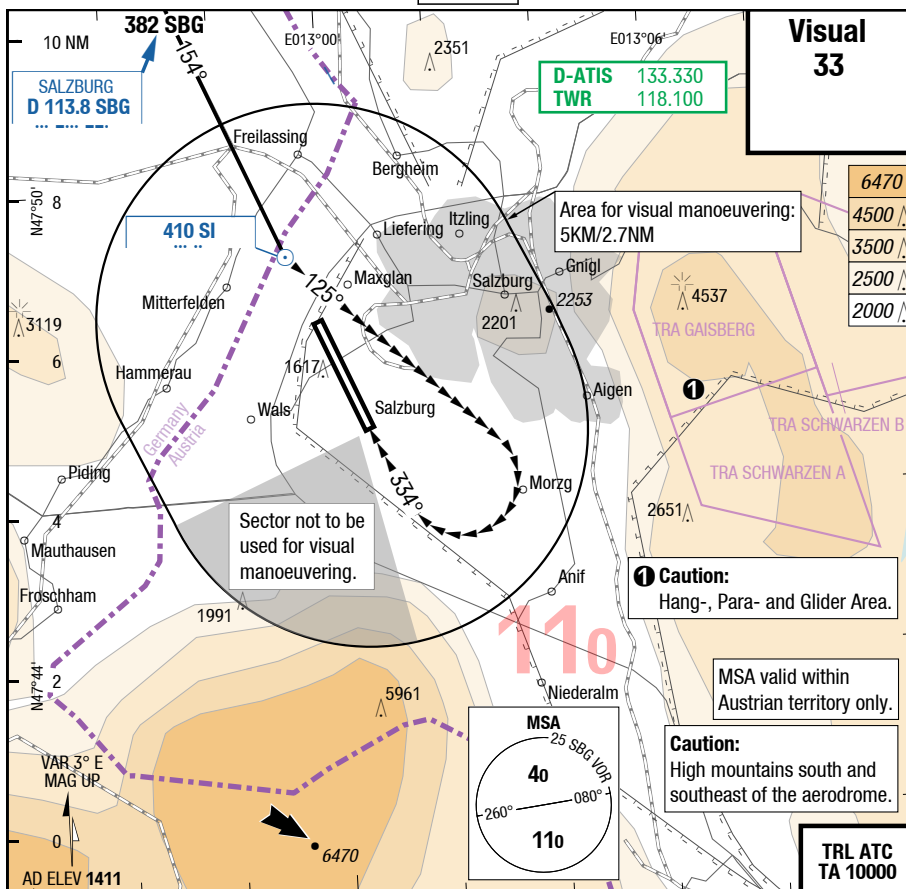 10 NM
382 SBG
E013°00'
2351
E013°06'
Visual
33
SALZBURG
D 113.8 SBG
154°
D-ATIS 133.330
TWR 118.100
Freilassing
Bergheim
6470
4500
3500
2500
2000
N47°50'
8
410 SI
Liefering
Itzling
Area for visual manoeuvering:
5KM/2.7NM
Gnigl
Maxglan
Salzburg
Mitterfelden
125°
2201
2253
4537
3119
TRA GAISBERG
6
1617
Hammerau
Aigen
1
Wals
Salzburg
Germany
Austria
TRA SCHWARZEN B
TRA SCHWARZEN A
Piding
334°
Morzg
4
Mauthausen
Sector not to be
used for visual
manoeuvering.
2651
Froschham
Anif
1 Caution:
Hang-, Para- and Glider Area.
1991
110
N47°44'
2
Niederalm
MSA valid within
Austrian territory only.
5961
MSA
25 SBG VOR
40
260°
080°
110
Caution:
High mountains south and
southeast of the aerodrome.
VAR 3° E
MAG UP
0
6470
AD ELEV 1411
TRL ATC
TA 10000